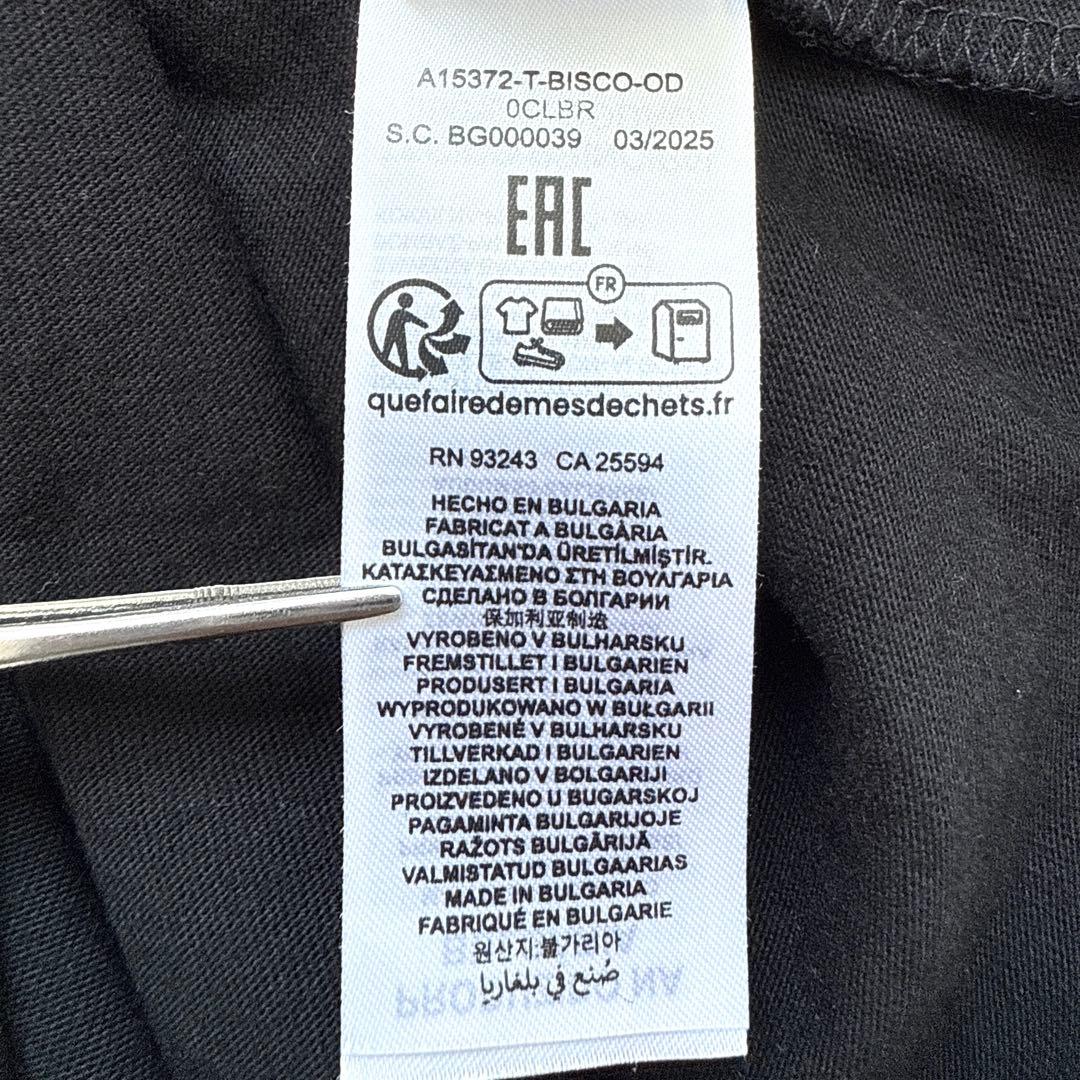 A15372-T-BISCO-OD
0CLBR
S.C. BG000039 03/2025
EAC
FR
quefairedemesdechets.fr
RN 93243 CA 25594
HECHO EN BULGARIA
FABRICAT A BULGÀRIA
BULGASİTAN'DA ÜRETİLMİŞTİR.
ΚΑΤΑΣΚΕΥΑΣΜΕΝΟ ΣΤΗ ΒΟΥΛΓΑΡΙΑ
СДЕЛАНО В БОЛГАРИИ
保加利亚制造
VYROBENO V BULHARSKU
FREMSTILLET I BULGARIEN
PRODUSERT I BULGARIA
WYPRODUKOWANO W BUŁGARII
VYROBENÉ V BULHARSKU
TILLVERKAD I BULGARIEN
IZDELANO V BOLGARIJI
PROIZVEDENO U BUGARSKOJ
PAGAMINTA BULGARIJOJE
RAŽOTS BULGĀRIJĀ
VALMISTATUD BULGAARIAS
MADE IN BULGARIA
FABRIQUÉ EN BULGARIE
원산지:불가리아
صُنع في بلغاريا